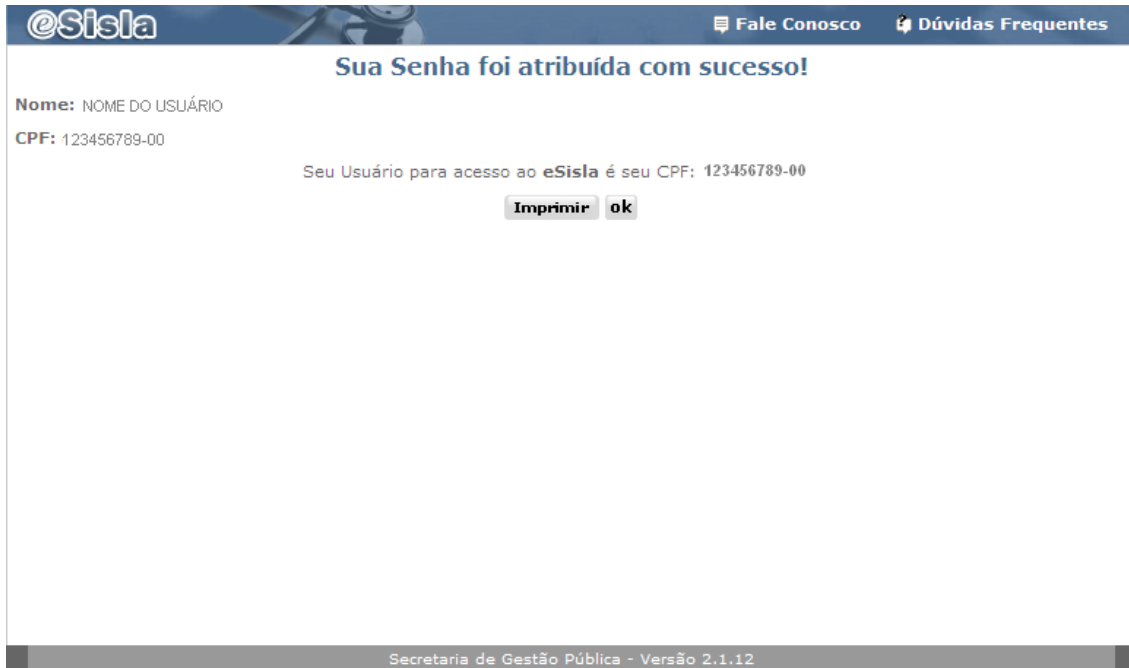 eSisla Fale Conosco Dúvidas Frequentes
Sua Senha foi atribuída com sucesso!
Nome: NOME DO USUÁRIO
CPF: 123456789-00
Seu Usuário para acesso ao eSisla é seu CPF: 123456789-00
Imprimir ok
Secretaria de Gestão Pública - Versão 2.1.12